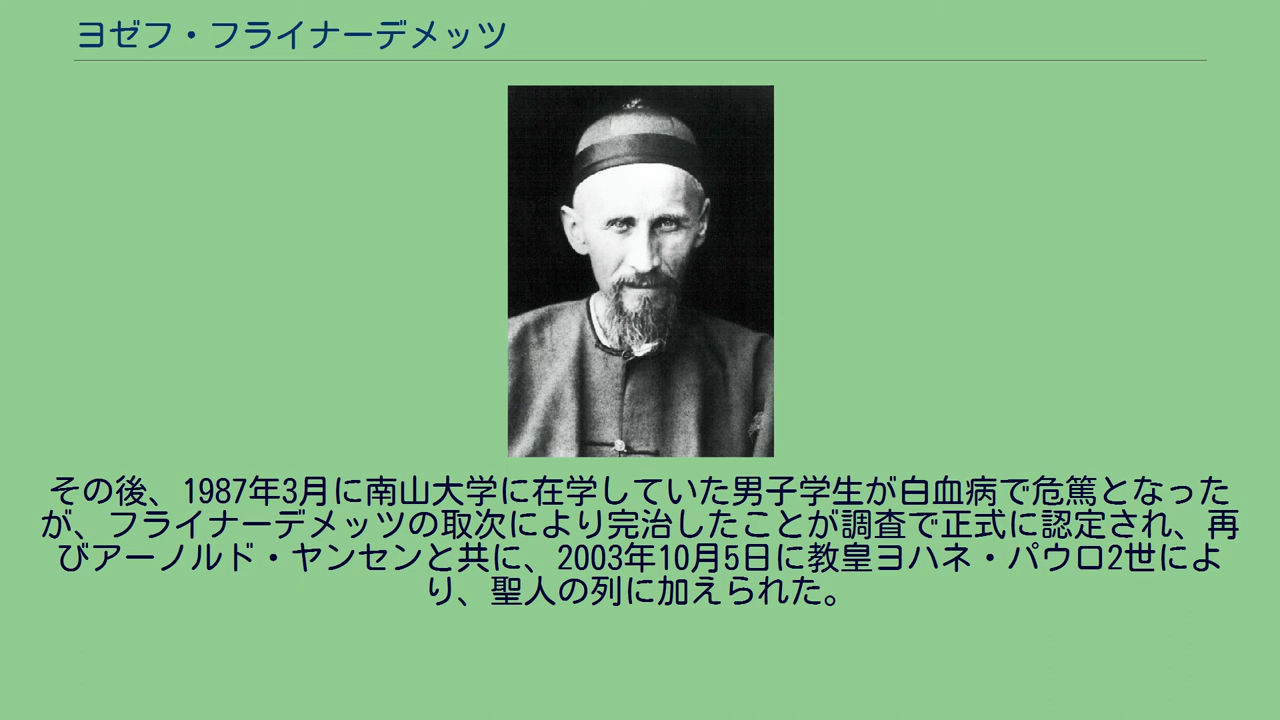 ヨゼフ・フライナーデメッツ
その後、1987年3月に南山大学に在学していた男子学生が白血病で危篤となった
が、フライナーデメッツの取次により完治したことが調査で正式に認定され、再
びアーノルド・ヤンセンと共に、2003年10月5日に教皇ヨハネ・パウロ2世によ
り、聖人の列に加えられた。